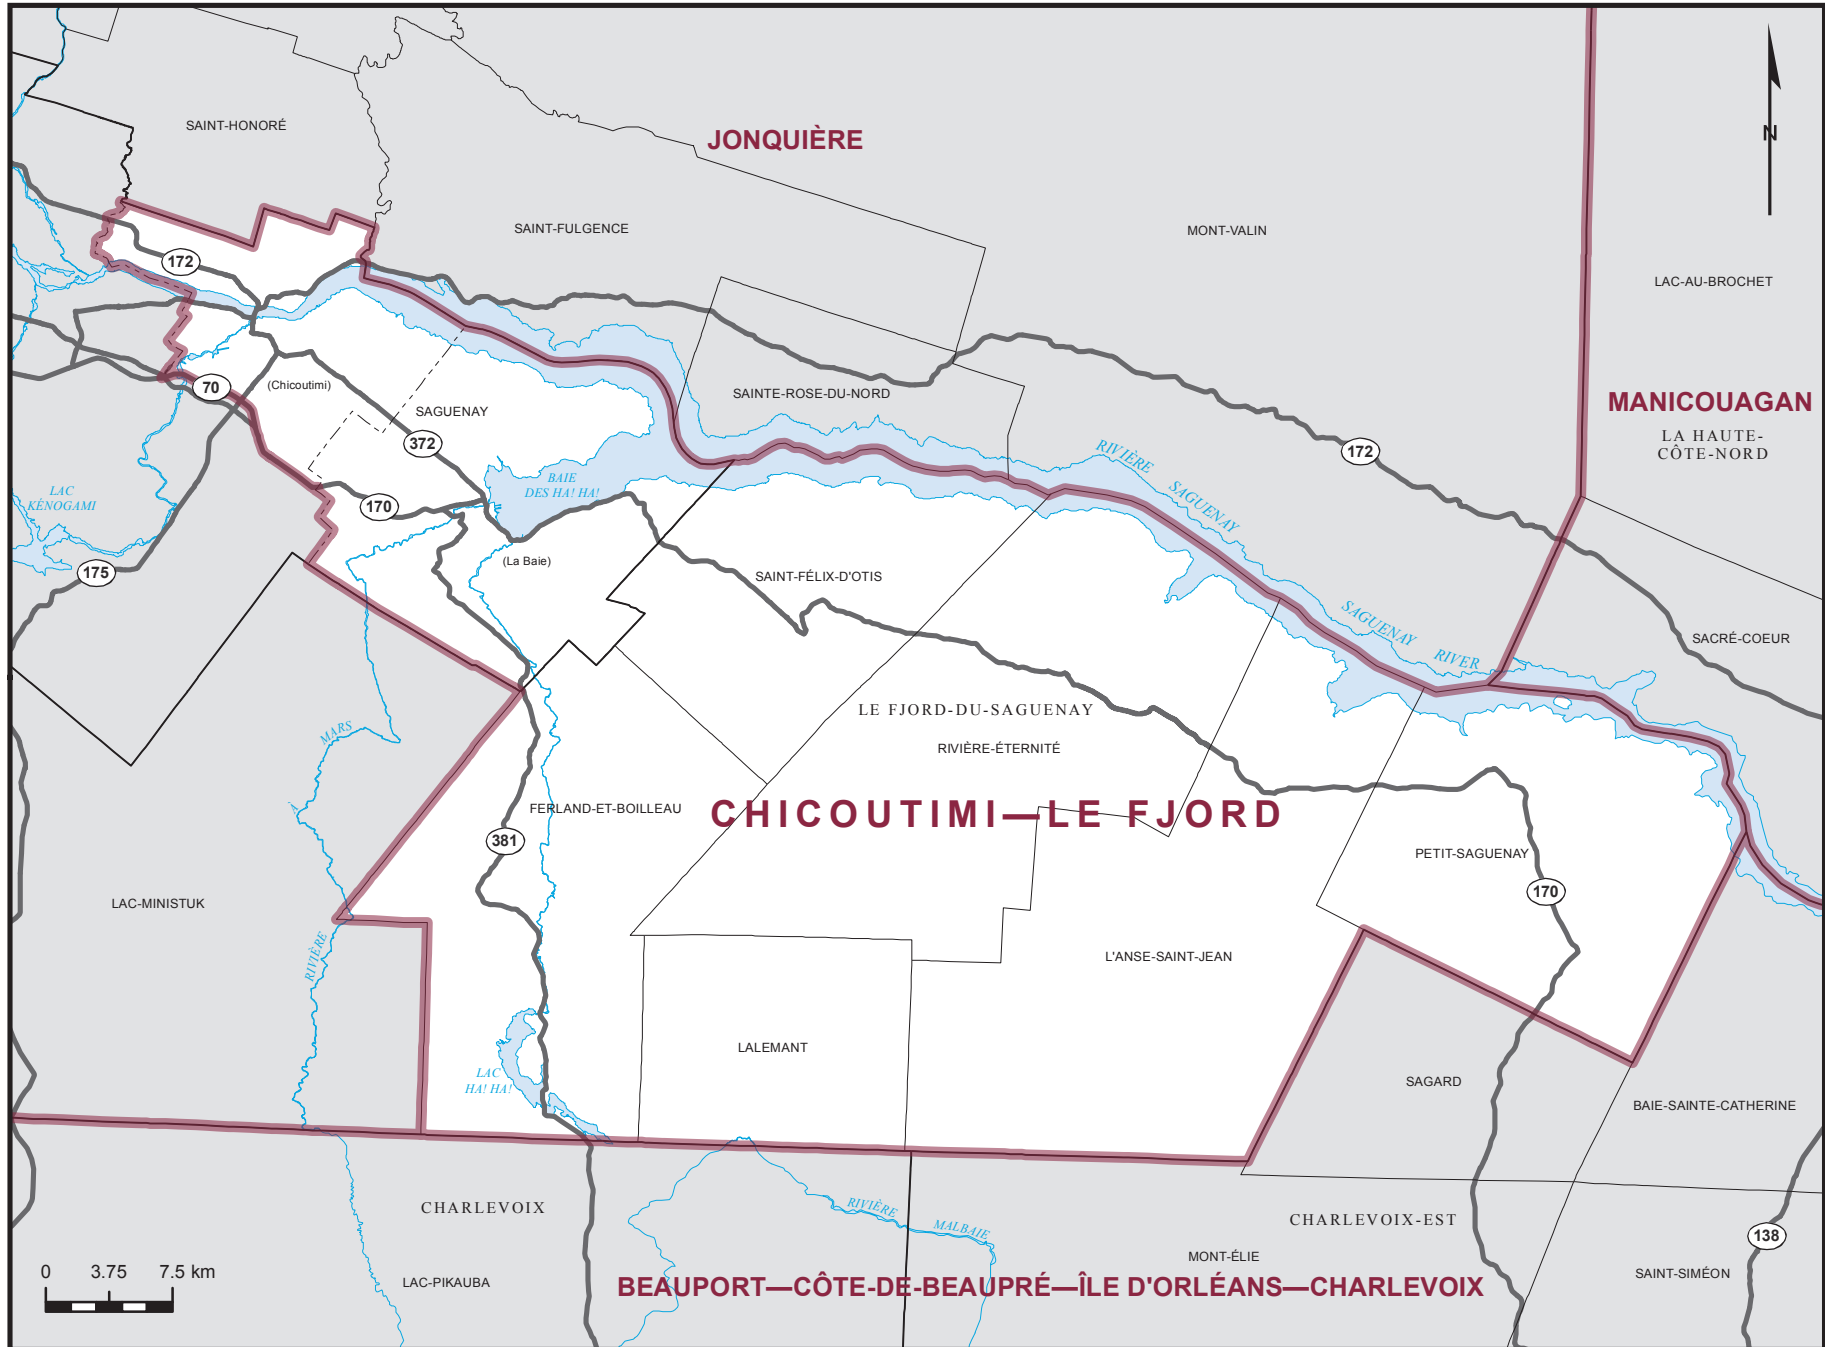 SAINT-HONORÉ
JONQUIÈRE
N
SAINT-FULGENCE
MONT-VALIN
172
LAC-AU-BROCHET
70
(Chicoutimi)
SAGUENAY
SAINTE-ROSE-DU-NORD
MANICOUAGAN
LA HAUTE-
CÔTE-NORD
372
172
RIVIÈRE
SAGUENAY
BAIE
DES HA! HA!
LAC
KÉNOGAMI
170
175
(La Baie)
SAINT-FÉLIX-D'OTIS
SAGUENAY
RIVER
SACRÉ-COEUR
LE FJORD-DU-SAGUENAY
MARS
RIVIÈRE-ÉTERNITÉ
FERLAND-ET-BOILLEAU
CHICOUTIMI—LE FJORD
381
PETIT-SAGUENAY
170
LAC-MINISTUK
RIVIÈRE
L'ANSE-SAINT-JEAN
LALEMANT
LAC
HA! HA!
SAGARD
BAIE-SAINTE-CATHERINE
CHARLEVOIX
RIVIÈRE
MALBAIE
CHARLEVOIX-EST
138
MONT-ÉLIE
0 3.75 7.5 km
LAC-PIKAUBA
BEAUPORT—CÔTE-DE-BEAUPRÉ—ÎLE D'ORLÉANS—CHARLEVOIX
SAINT-SIMÉON